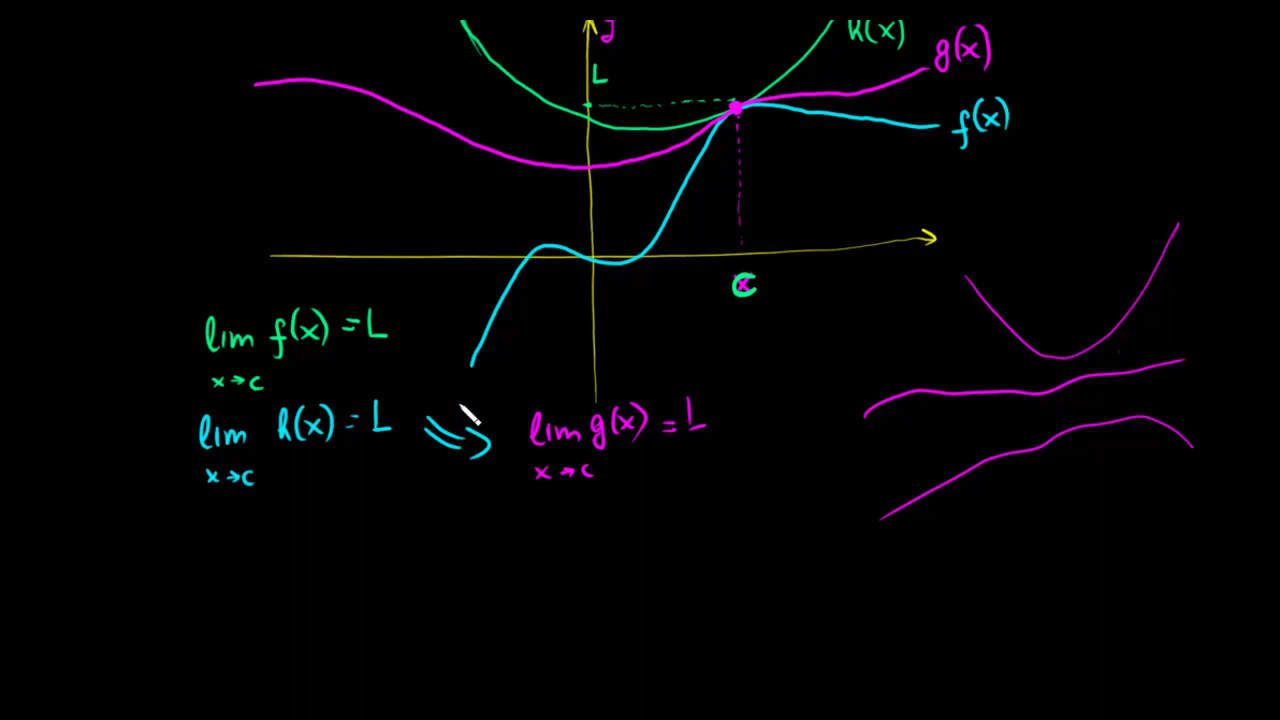 y
h(x)
g(x)
L
f(x)
c
lim f(x) = L
x→c
lim h(x) = L ⇒ lim g(x) = L
x→c x→c